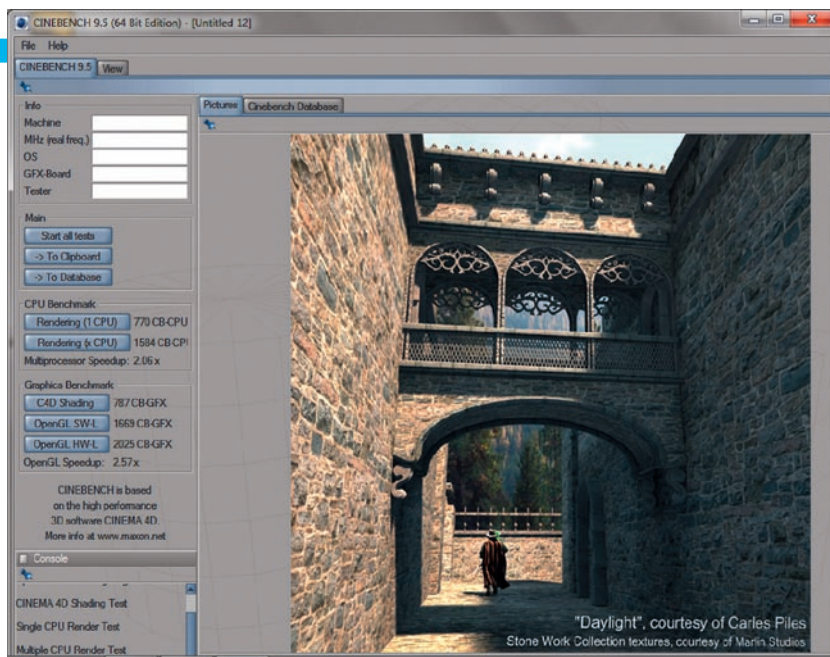 CINEBENCH 9.5 (64 Bit Edition) - [Untitled 12]
File Help
CINEBENCH 9.5 View
Info
Machine
MHz (real freq.)
OS
GFX-Board
Tester
Main
Start all tests
-> To Clipboard
-> To Database
CPU Benchmark
Rendering (1 CPU) 770 CB-CPU
Rendering (x CPU) 1584 CB-CPU
Multiprocessor Speedup: 2.06 x
Graphics Benchmark
C4D Shading 787 CB-GFX
OpenGL SW-L 1669 CB-GFX
OpenGL HW-L 2025 CB-GFX
OpenGL Speedup: 2.57 x
CINEBENCH is based
on the high performance
3D software CINEMA 4D.
More info at www.maxon.net
Console
CINEMA 4D Shading Test
Single CPU Render Test
Multiple CPU Render Test
Pictures Cinebench Database
"Daylight", courtesy of Carles Piles
Stone Work Collection textures, courtesy of Marlin Studios